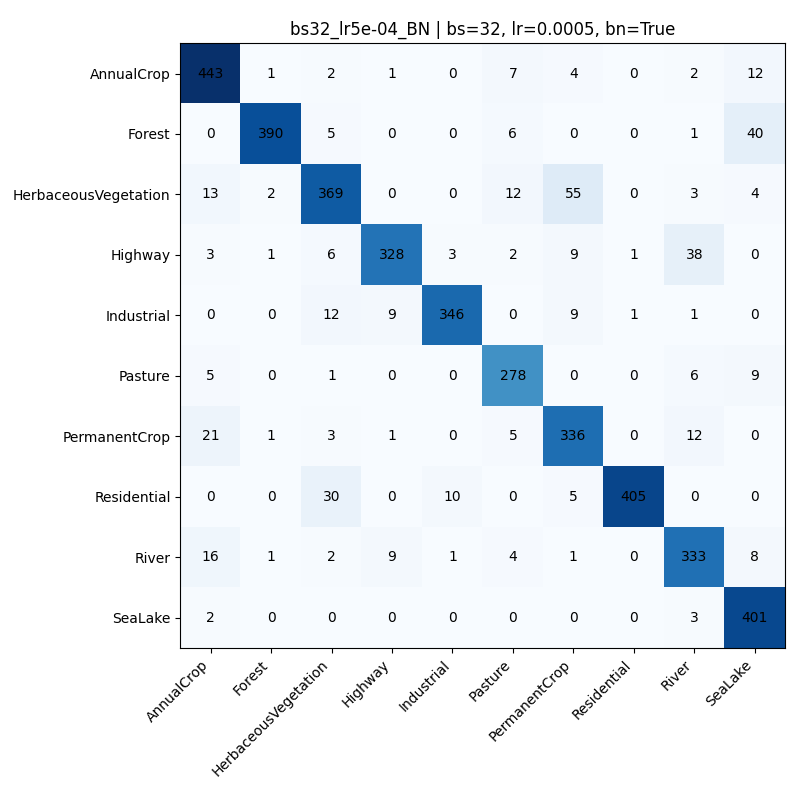 bs32_lr5e-04_BN | bs=32, lr=0.0005, bn=True
AnnualCrop 443 1 2 1 0 7 4 0 2 12
Forest 0 390 5 0 0 6 0 0 1 40
HerbaceousVegetation 13 2 369 0 0 12 55 0 3 4
Highway 3 1 6 328 3 2 9 1 38 0
Industrial 0 0 12 9 346 0 9 1 1 0
Pasture 5 0 1 0 0 278 0 0 6 9
PermanentCrop 21 1 3 1 0 5 336 0 12 0
Residential 0 0 30 0 10 0 5 405 0 0
River 16 1 2 9 1 4 1 0 333 8
SeaLake 2 0 0 0 0 0 0 0 3 401
AnnualCrop Forest HerbaceousVegetation Highway Industrial Pasture PermanentCrop Residential River SeaLake